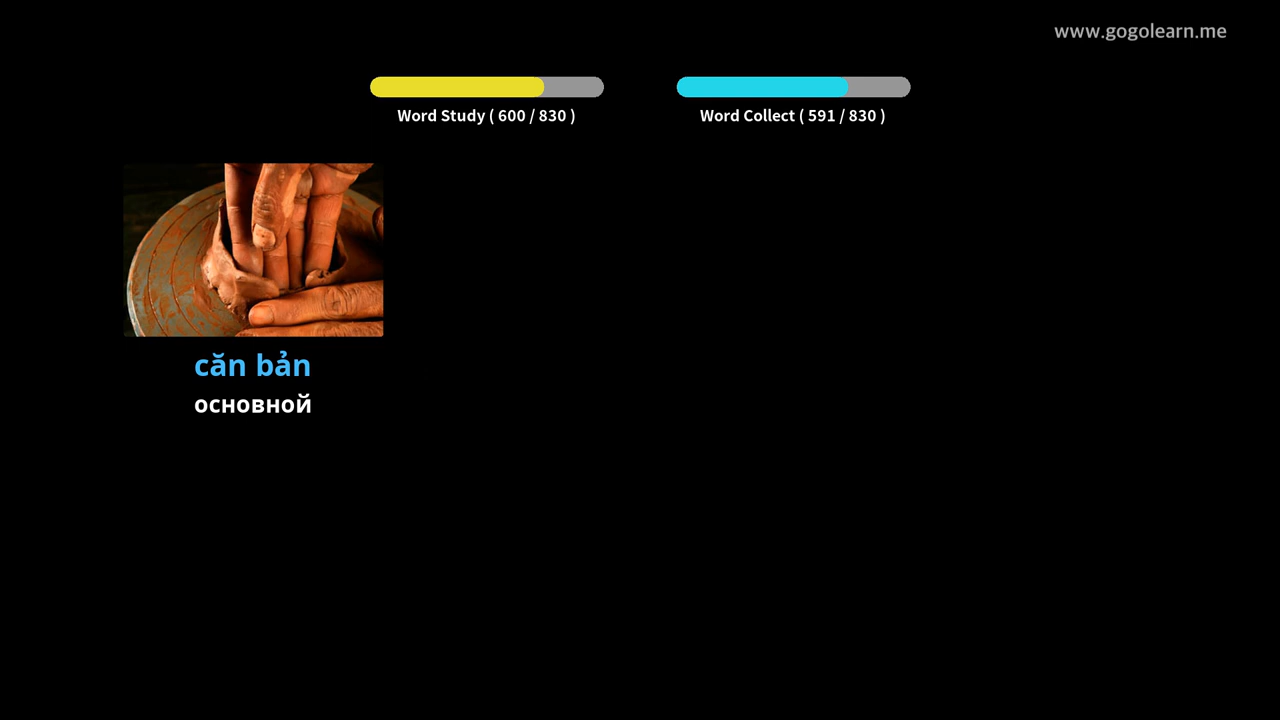 www.gogolearn.me
Word Study ( 600 / 830 )
Word Collect ( 591 / 830 )
căn bản
основной